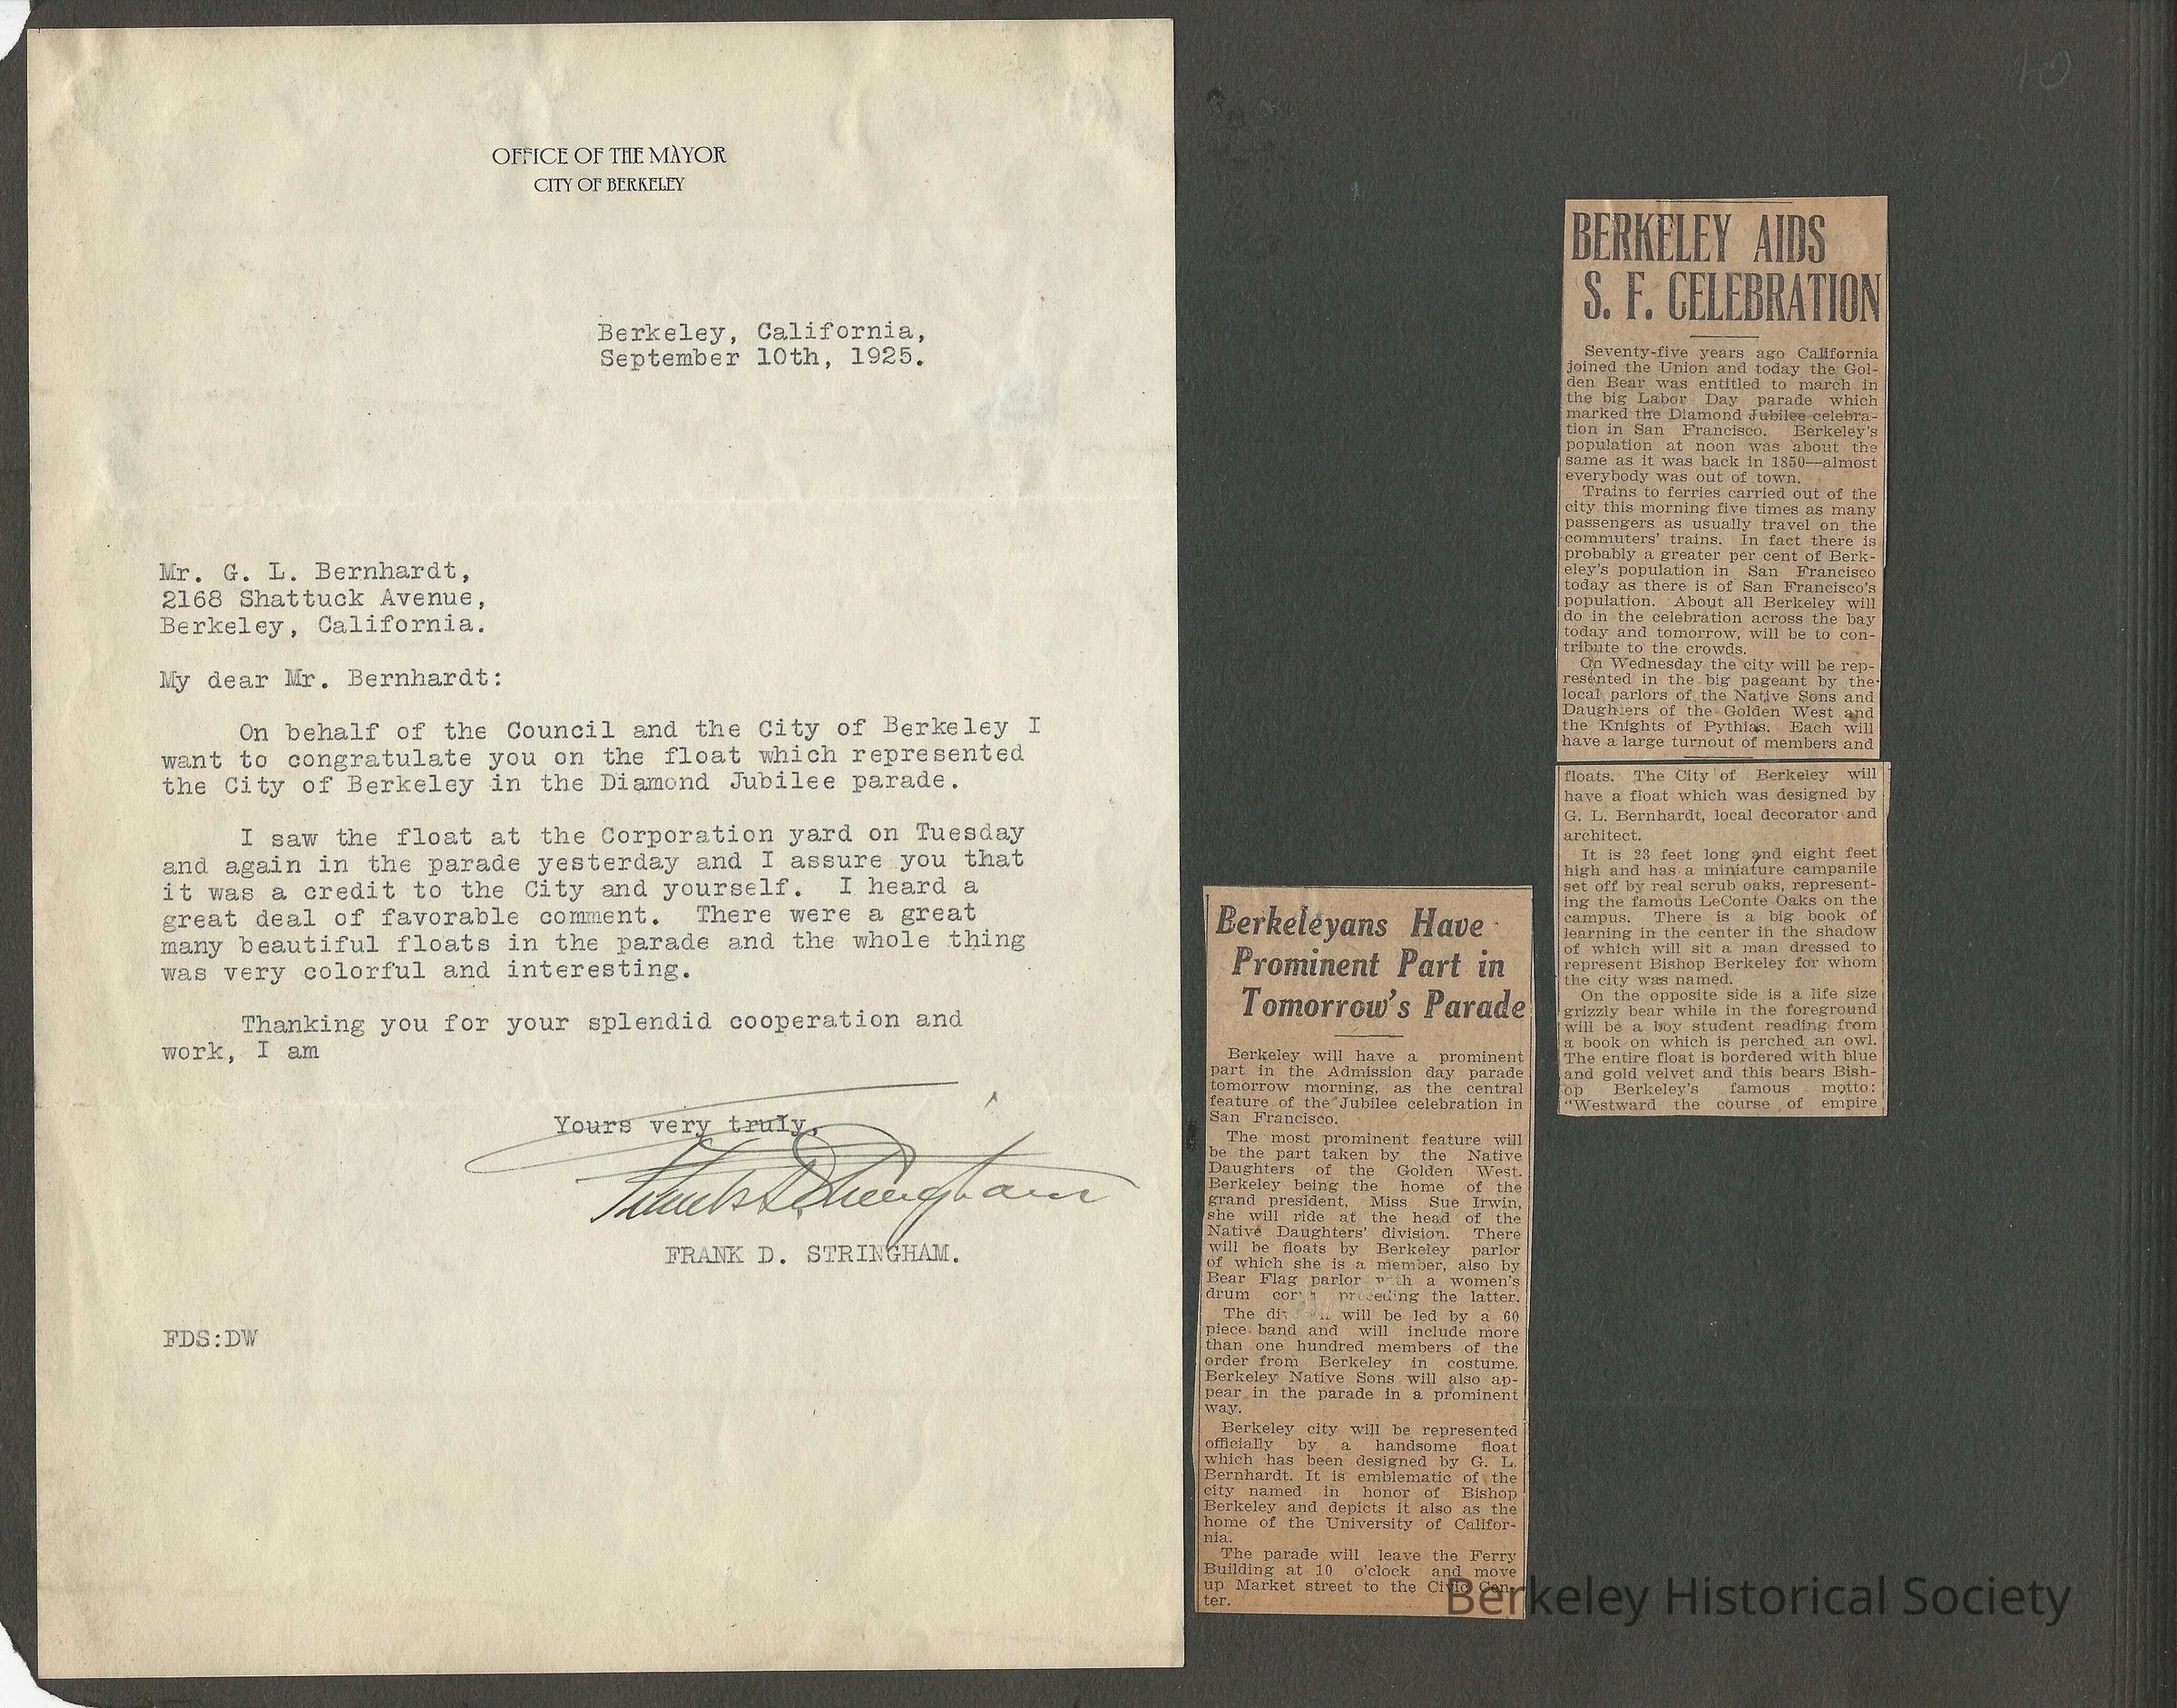 OFFICE OF THE MAYOR
CITY OF BERKELEY
Berkeley, California,
September 10th, 1925.
Mr. G. L. Bernhardt,
2168 Shattuck Avenue,
Berkeley, California.
My dear Mr. Bernhardt:
On behalf of the Council and the City of Berkeley I
want to congratulate you on the float which represented
the City of Berkeley in the Diamond Jubilee parade.
I saw the float at the Corporation yard on Tuesday
and again in the parade yesterday and I assure you that
it was a credit to the City and yourself. I heard a
great deal of favorable comment. There were a great
many beautiful floats in the parade and the whole thing
was very colorful and interesting.
Thanking you for your splendid cooperation and
work, I am
Yours very truly,
Frank D Stringham
FRANK D. STRINGHAM.
FDS:DW
Berkeleyans Have
Prominent Part in
Tomorrow's Parade
Berkeley will have a prominent
part in the Admission day parade
tomorrow morning, as the central
feature of the Jubilee celebration in
San Francisco.
The most prominent feature will
be the part taken by the Native
Daughters of the Golden West.
Berkeley being the home of the
grand president, Miss Sue Irwin,
she will ride at the head of the
Native Daughters' division. There
will be floats by Berkeley parlor
of which she is a member, also by
Bear Flag parlor with a women's
drum preceding the latter.
The will be led by a 60
piece band and will include more
than one hundred members of the
order from Berkeley in costume.
Berkeley Native Sons will also ap-
pear in the parade in a prominent
way.
Berkeley city will be represented
officially by a handsome float
which has been designed by G. L.
Bernhardt. It is emblematic of the
city named in honor of Bishop
Berkeley and depicts it also as the
home of the University of Califor-
nia.
The parade will leave the Ferry
Building at 10 o'clock and move
up Market street to the Civic Cen-
ter.
BERKELEY AIDS
S. F. CELEBRATION
Seventy-five years ago California
joined the Union and today the Gol-
den Bear was entitled to march in
the big Labor Day parade which
marked the Diamond Jubilee celebra-
tion in San Francisco. Berkeley's
population at noon was about the
same as it was back in 1850—almost
everybody was out of town.
Trains to ferries carried out of the
city this morning five times as many
passengers as usually travel on the
commuters' trains. In fact there is
probably a greater per cent of Berk-
eley's population in San Francisco
today as there is of San Francisco's
population. About all Berkeley will
do in the celebration across the bay
today and tomorrow, will be to con-
tribute to the crowds.
On Wednesday the city will be rep-
resented in the big pageant by the
local parlors of the Native Sons and
Daughters of the Golden West and
the Knights of Pythias. Each will
have a large turnout of members and
floats. The City of Berkeley will
have a float which was designed by
G. L. Bernhardt, local decorator and
architect.
It is 23 feet long and eight feet
high and has a miniature campanile
set off by real scrub oaks, represent-
ing the famous LeConte Oaks on the
campus. There is a big book of
learning in the center in the shadow
of which will sit a man dressed to
represent Bishop Berkeley for whom
the city was named.
On the opposite side is a life size
grizzly bear while in the foreground
will be a boy student reading from
a book on which is perched an owl.
The entire float is bordered with blue
and gold velvet and this bears Bish-
op Berkeley's famous motto:
"Westward the course of empire
Berkeley Historical Society